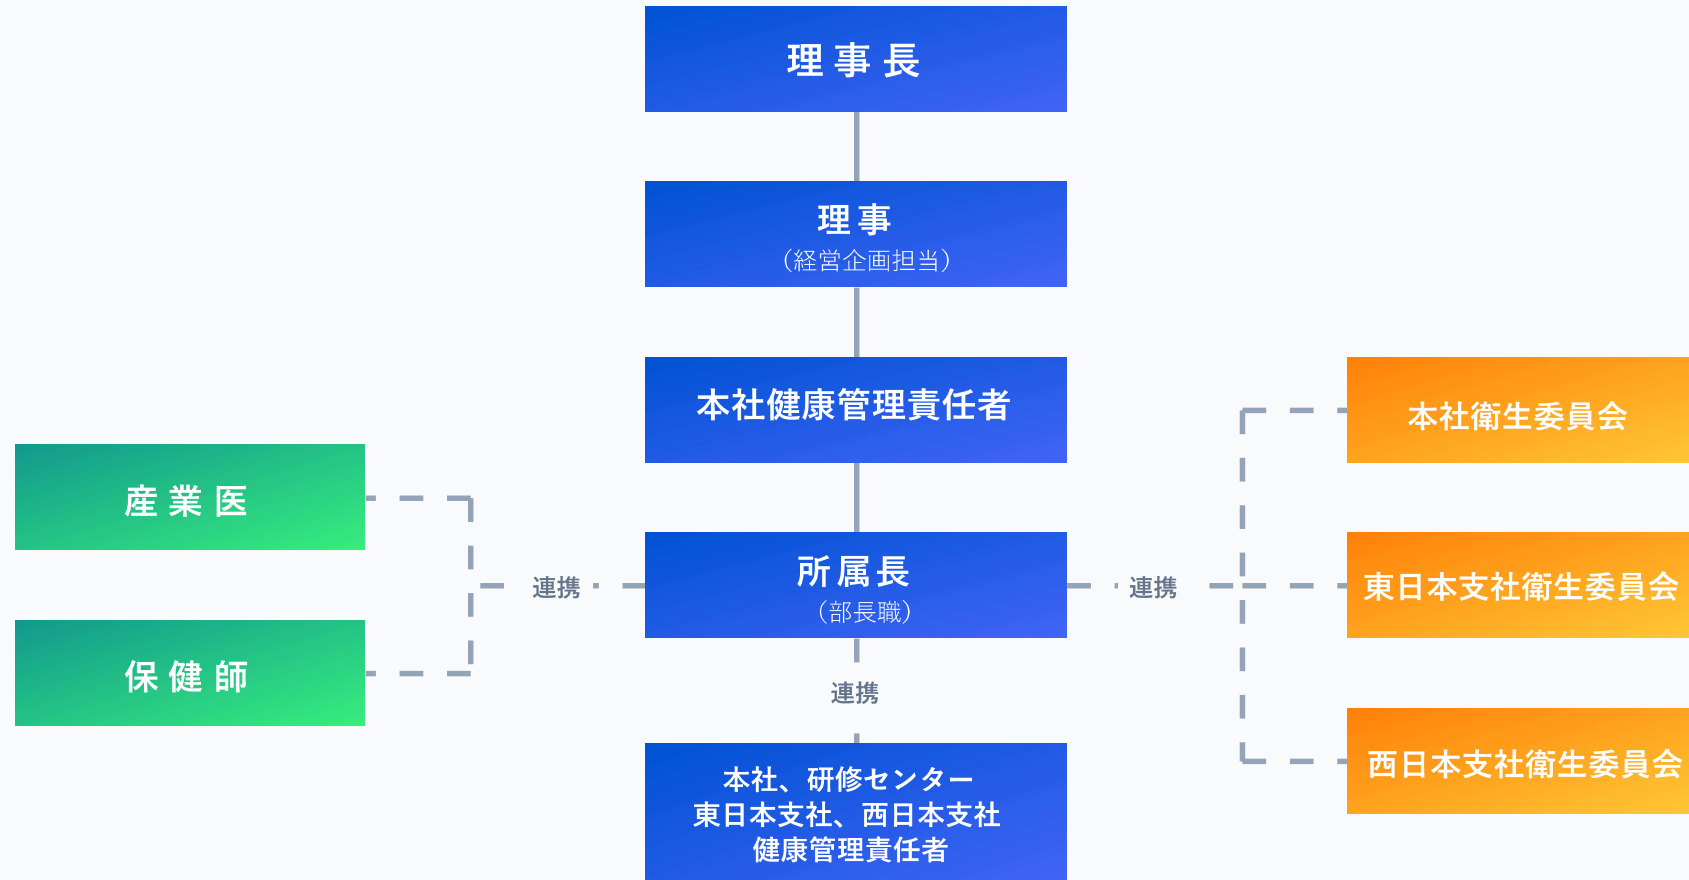 理事長
理事
（経営企画担当）
本社健康管理責任者
本社衛生委員会
産業医
所属長
（部長職）
連携
連携
東日本支社衛生委員会
保健師
連携
西日本支社衛生委員会
本社、研修センター
東日本支社、西日本支社
健康管理責任者